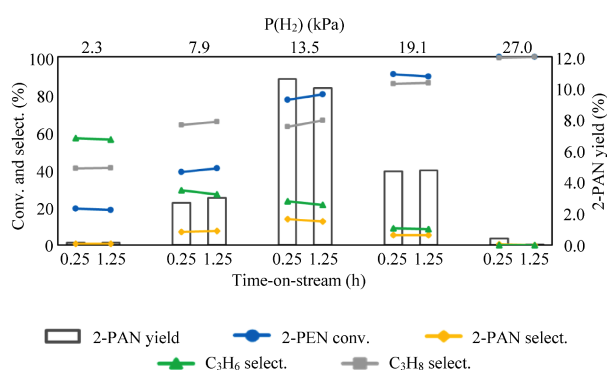 P(H₂) (kPa)
2.3 7.9 13.5 19.1 27.0
100 80 60 40 20 0
Conv. and select. (%)
12.0 10.0 8.0 6.0 4.0 2.0 0.0
2-PAN yield (%)
0.25 1.25 0.25 1.25 0.25 1.25 0.25 1.25 0.25 1.25
Time-on-stream (h)
2-PAN yield 2-PEN conv. 2-PAN select.
C₃H₆ select. C₃H₈ select.